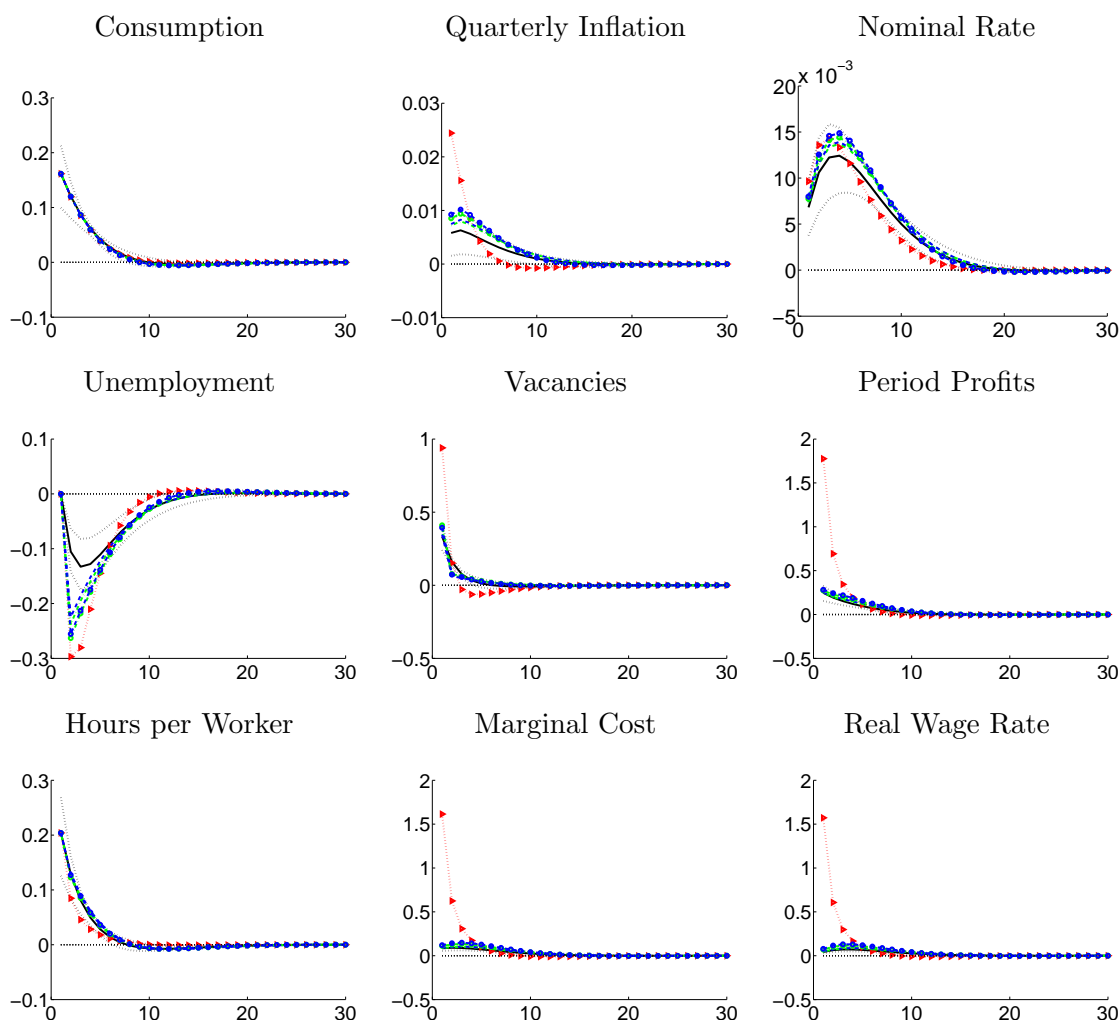 Consumption
0.3
0.2
0.1
0
−0.1
0 10 20 30
Quarterly Inflation
0.03
0.02
0.01
0
−0.01
0 10 20 30
Nominal Rate
x 10−3
20
15
10
5
0
−5
0 10 20 30
Unemployment
0.1
0
−0.1
−0.2
−0.3
0 10 20 30
Vacancies
1
0.5
0
−0.5
0 10 20 30
Period Profits
2
1.5
1
0.5
0
−0.5
0 10 20 30
Hours per Worker
0.3
0.2
0.1
0
−0.1
0 10 20 30
Marginal Cost
2
1.5
1
0.5
0
−0.5
0 10 20 30
Real Wage Rate
2
1.5
1
0.5
0
−0.5
0 10 20 30